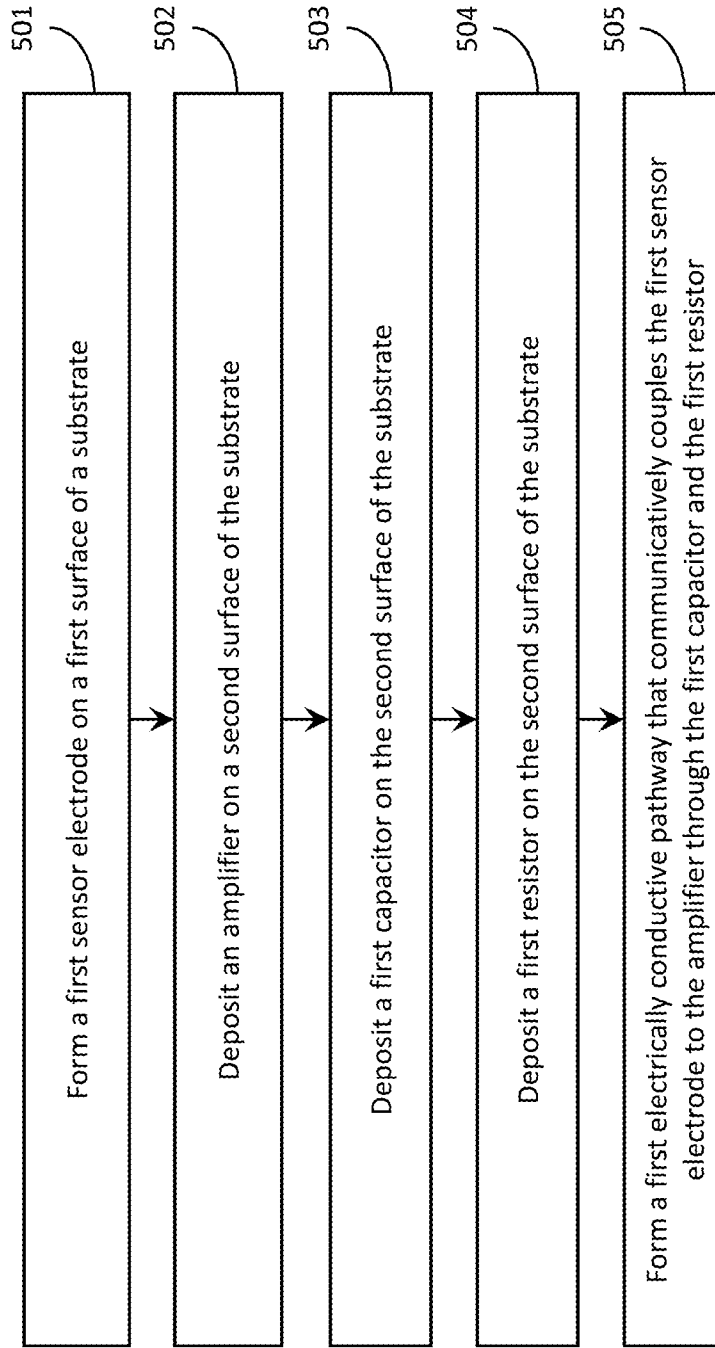 501
Form a first sensor electrode on a first surface of a substrate
502
Deposit an amplifier on a second surface of the substrate
503
Deposit a first capacitor on the second surface of the substrate
504
Deposit a first resistor on the second surface of the substrate
505
Form a first electrically conductive pathway that communicatively couples the first sensor
electrode to the amplifier through the first capacitor and the first resistor